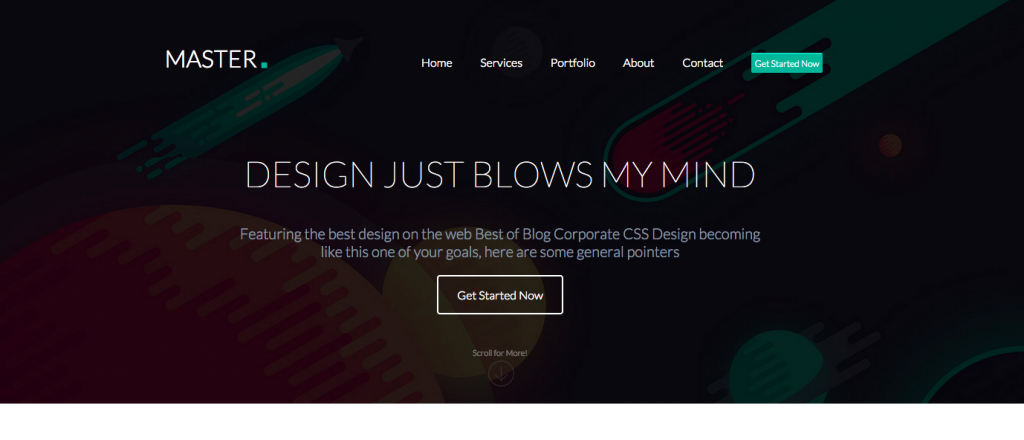 MASTER.
Home Services Portfolio About Contact Get Started Now
DESIGN JUST BLOWS MY MIND
Featuring the best design on the web Best of Blog Corporate CSS Design becoming
like this one of your goals, here are some general pointers
Get Started Now
Scroll for More!